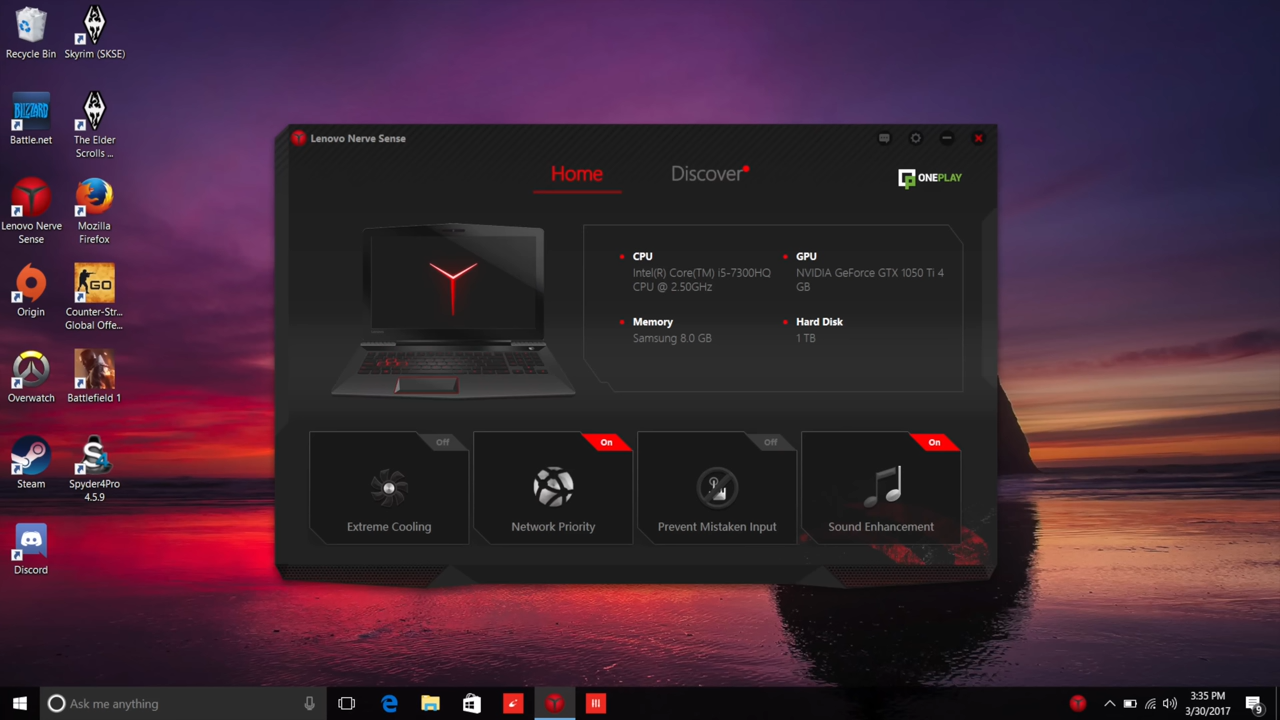 Recycle Bin
Skyrim (SKSE)
BLIZZARD
Battle.net
The Elder
Scrolls ...
Lenovo Nerve
Sense
Mozilla
Firefox
Origin
GO
Counter-Str...
Global Offe...
Overwatch
Battlefield 1
Steam
Spyder4Pro
4.5.9
Discord
Lenovo Nerve Sense
Home
Discover
ONEPLAY
CPU
Intel(R) Core(TM) i5-7300HQ
CPU @ 2.50GHz
GPU
NVIDIA GeForce GTX 1050 Ti 4
GB
Memory
Samsung 8.0 GB
Hard Disk
1 TB
Off
Extreme Cooling
On
Network Priority
Off
Prevent Mistaken Input
On
Sound Enhancement
Ask me anything
3:35 PM
3/30/2017
9